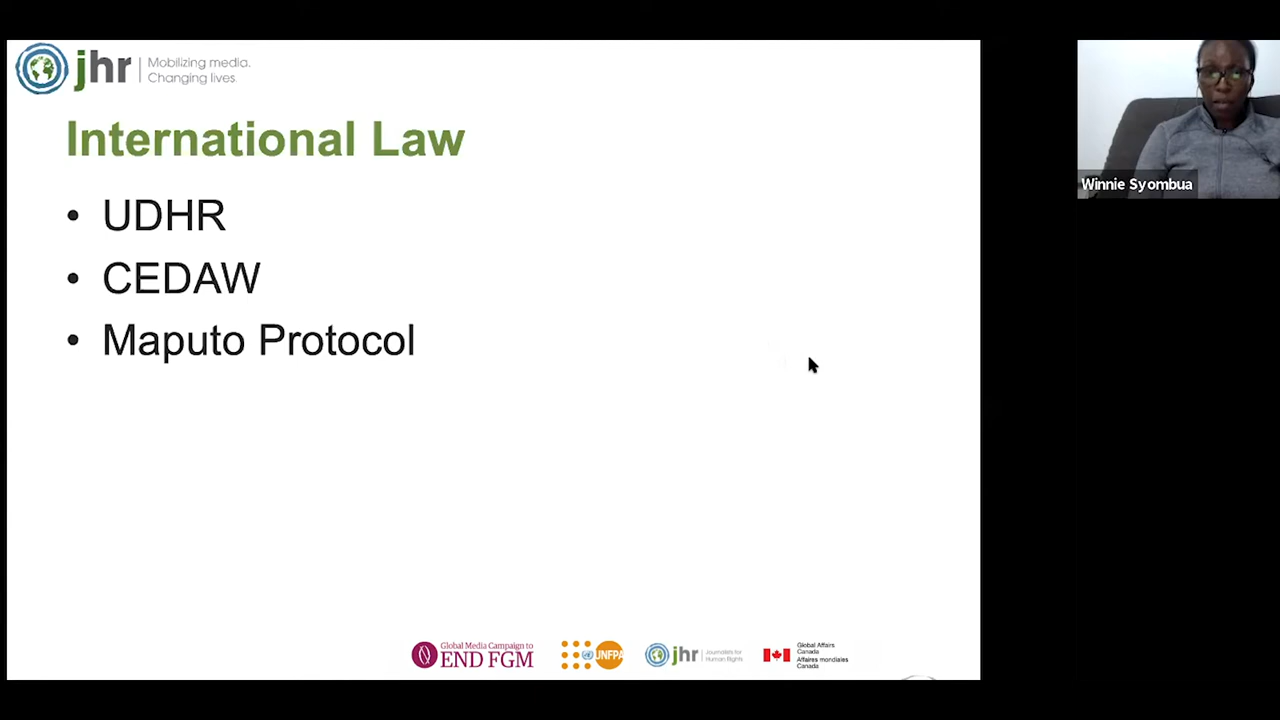 jhr
Mobilizing media.
Changing lives.
International Law
• UDHR
• CEDAW
• Maputo Protocol
Winnie Syombua
Global Media Campaign to
END FGM
UNFPA
jhr
Journalists for
Human Rights
Global Affairs
Canada
Affaires mondiales
Canada